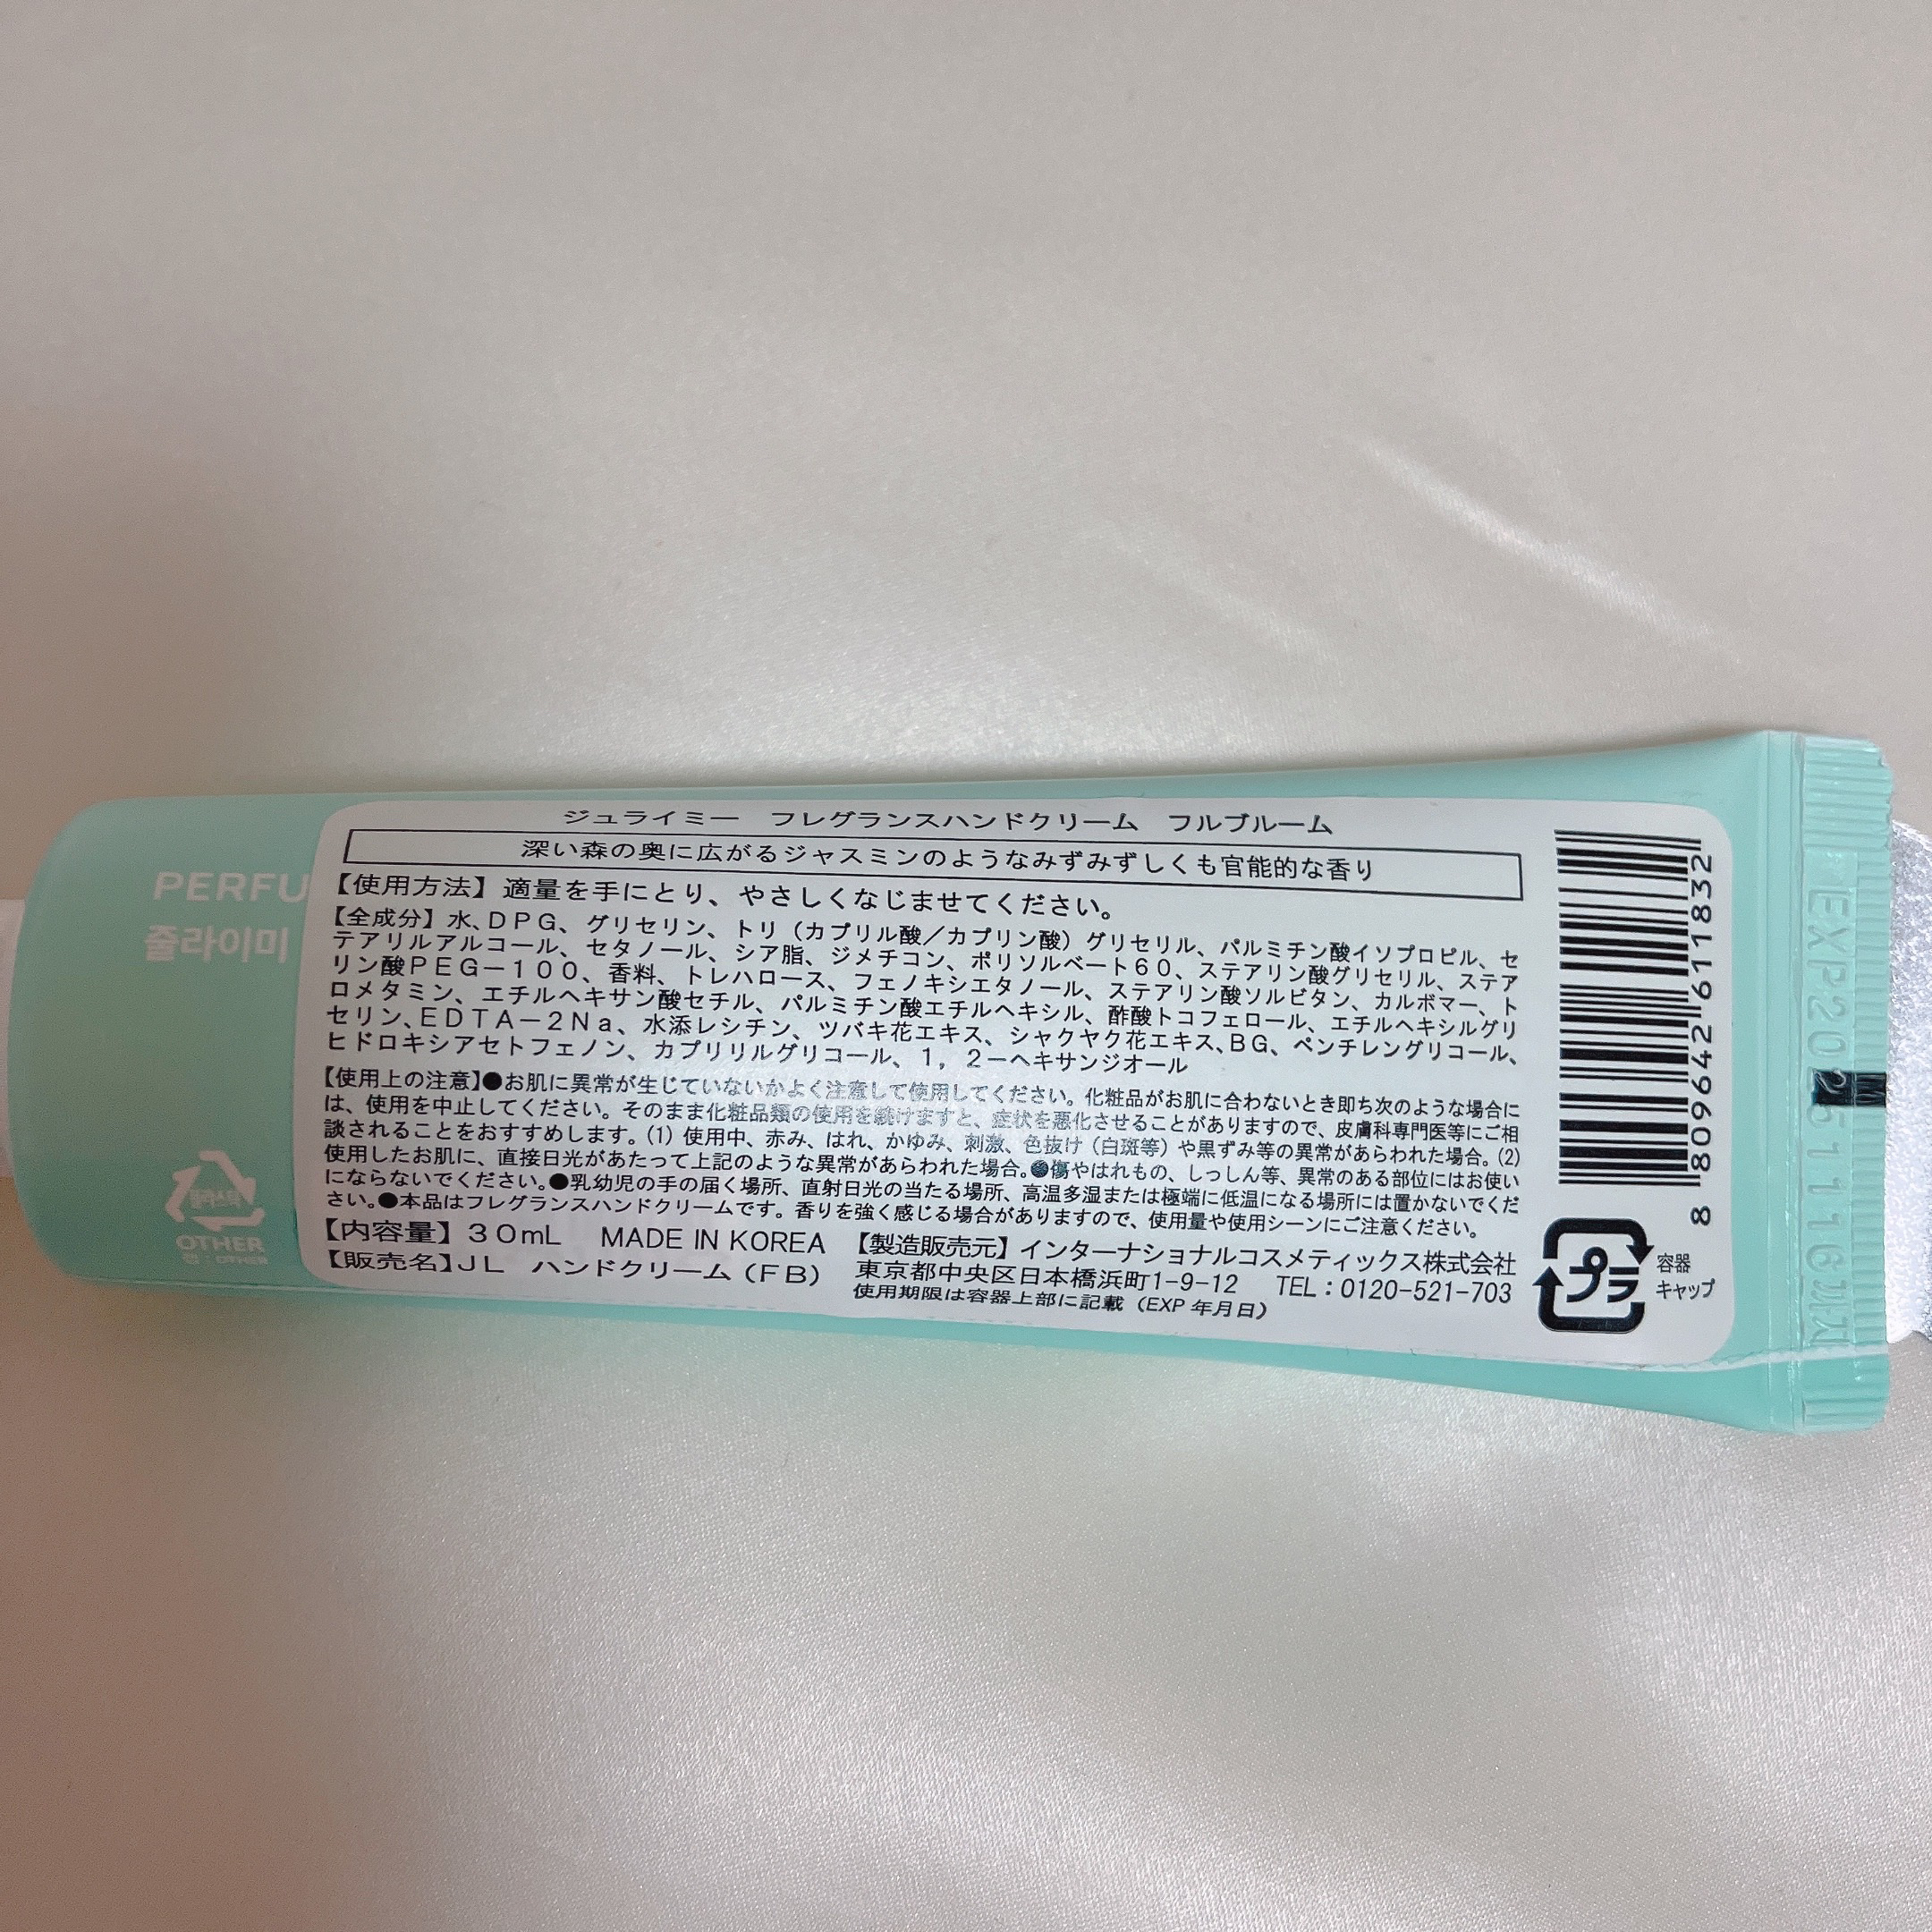 ジュライミー フレグランスハンドクリーム フルブルーム
深い森の奥に広がるジャスミンのようなみずみずしくも官能的な香り
【使用方法】適量を手にとり、やさしくなじませてください。
【全成分】水、DPG、グリセリン、トリ(カプリル酸/カプリン酸)グリセリル、パルミチン酸イソプロピル、セ
テアリルアルコール、セタノール、シア脂、ジメチコン、ポリソルベート60、ステアリン酸グリセリル、ステア
リン酸PEG-100、香料、トレハロース、フェノキシエタノール、ステアリン酸ソルビタン、カルボマー、ト
ロメタミン、エチルヘキサン酸セチル、パルミチン酸エチルヘキシル、酢酸トコフェロール、エチルヘキシルグリ
セリン、EDTA-2Na、水添レシチン、ツバキ花エキス、シャクヤク花エキス、BG、ペンチレングリコール、
ヒドロキシアセトフェノン、カプリリルグリコール、1,2-ヘキサンジオール
【使用上の注意】●お肌に異常が生じていないかよく注意して使用してください。化粧品がお肌に合わないとき即ち次のような場合に
は、使用を中止してください。そのまま化粧品類の使用を続けますと、症状を悪化させることがありますので、皮膚科専門医等にご相
談されることをおすすめします。(1)使用中、赤み、はれ、かゆみ、刺激、色抜け(白斑等)や黒ずみ等の異常があらわれた場合。(2)
使用したお肌に、直接日光があたって上記のような異常があらわれた場合。●傷やはれもの、しっしん等、異常のある部位にはお使い
にならないでください。●乳幼児の手の届く場所、直射日光の当たる場所、高温多湿または極端に低温になる場所には置かないでくだ
さい。●本品はフレグランスハンドクリームです。香りを強く感じる場合がありますので、使用量や使用シーンにご注意ください。
【内容量】30mL MADE IN KOREA 【製造販売元】インターナショナルコスメティックス株式会社
【販売名】JL ハンドクリーム(FB) 東京都中央区日本橋浜町1-9-12 TEL:0120-521-703
使用期限は容器上部に記載(EXP 年月日)
8 809642 611832
プラ
容器
キャップ
PERFU
줄라이미
플라스틱
OTHER
캡:OTHER
EXP20251116까지